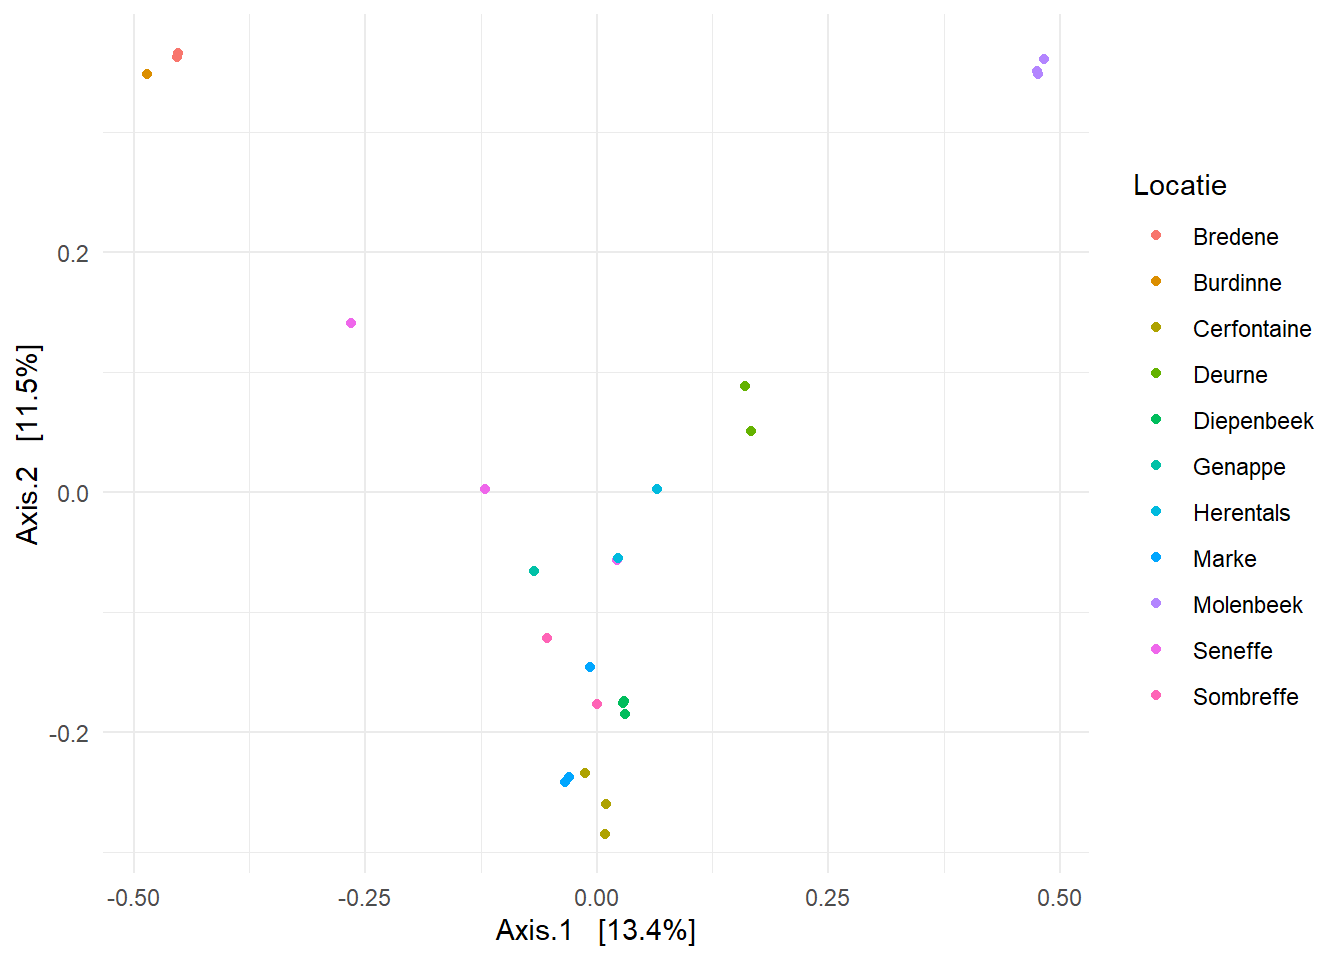 Axis.2   [11.5%]
0.2
0.0
-0.2
-0.50
-0.25
0.00
0.25
0.50
Axis.1   [13.4%]
Locatie
Bredene
Burdinne
Cerfontaine
Deurne
Diepenbeek
Genappe
Herentals
Marke
Molenbeek
Seneffe
Sombreffe